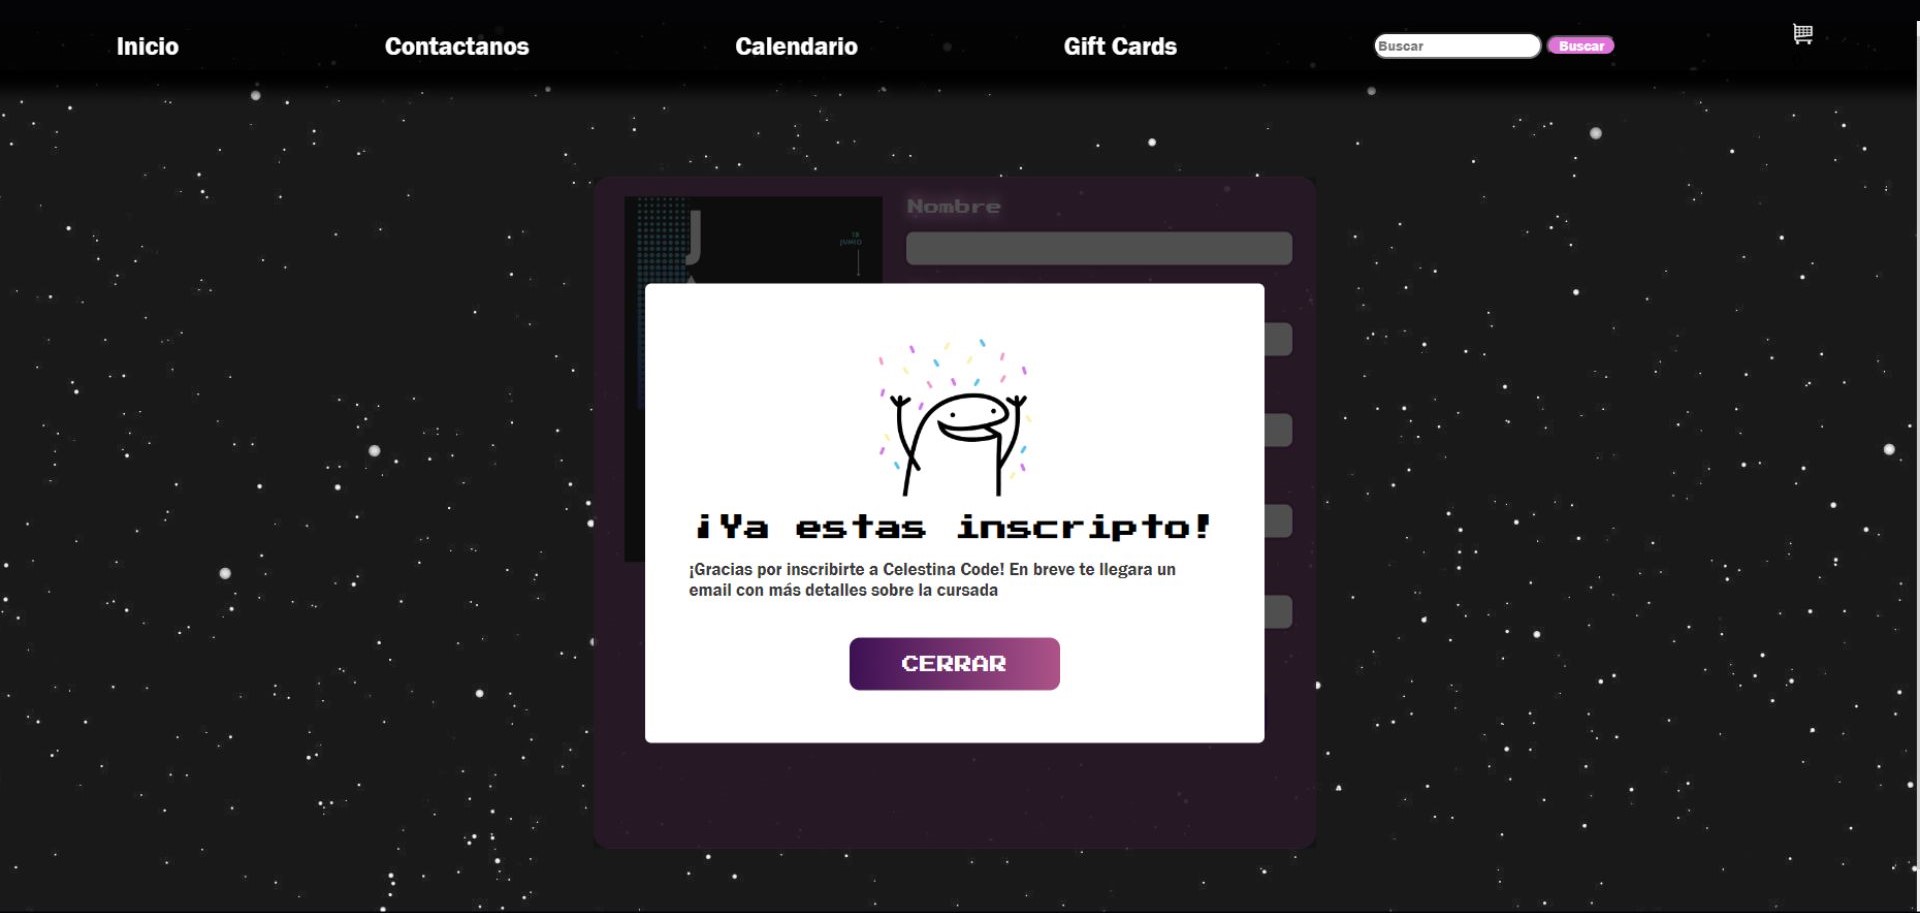 Inicio
Contactanos
Calendario
Gift Cards
Buscar
Buscar
Nombre
¡Ya estas inscripto!
¡Gracias por inscribirte a Celestina Code! En breve te llegara un
email con más detalles sobre la cursada
CERRAR